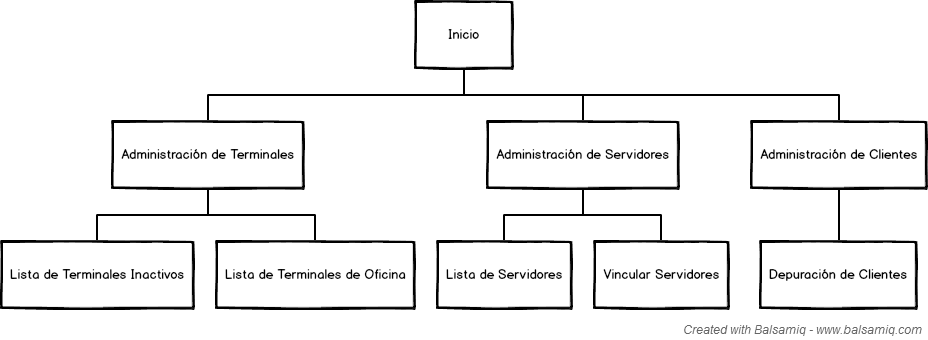 Inicio
Administración de Terminales
Administración de Servidores
Administración de Clientes
Lista de Terminales Inactivos
Lista de Terminales de Oficina
Lista de Servidores
Vincular Servidores
Depuración de Clientes
Created with Balsamiq - www.balsamiq.com